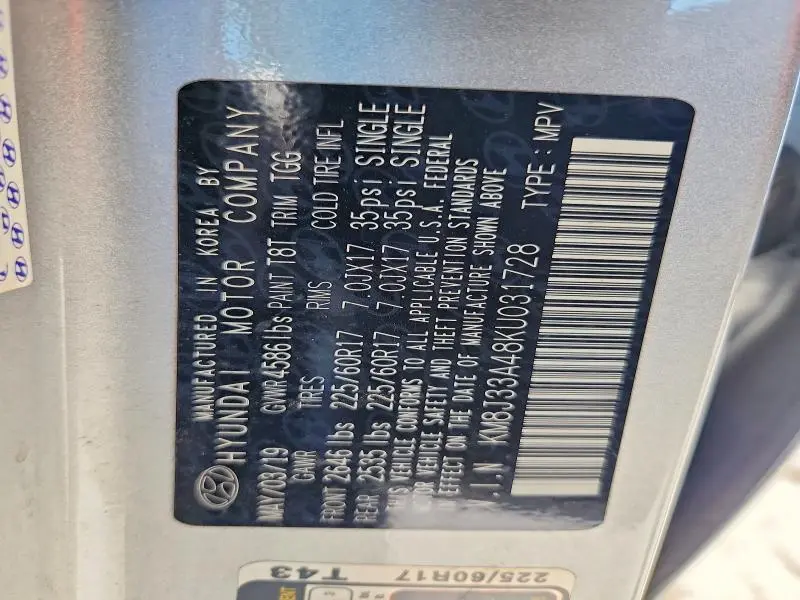 MANUFACTURED IN KOREA BY
HYUNDAI MOTOR COMPANY
MAY/03/19 GVWR 4586 lbs PAINT T8T TRIM TGG
GAWR TIRES RIMS COLD TIRE INFL
FRONT 2646 lbs 225/60R17 7.0JX17 35psi SINGLE
REAR 2535 lbs 225/60R17 7.0JX17 35psi SINGLE
THIS VEHICLE CONFORMS TO ALL APPLICABLE U.S.A. FEDERAL
MOTOR VEHICLE SAFETY AND THEFT PREVENTION STANDARDS
IN EFFECT ON THE DATE OF MANUFACTURE SHOWN ABOVE
V.I.N KM8J33A48KU031728 TYPE : MPV
225/60R17
T43